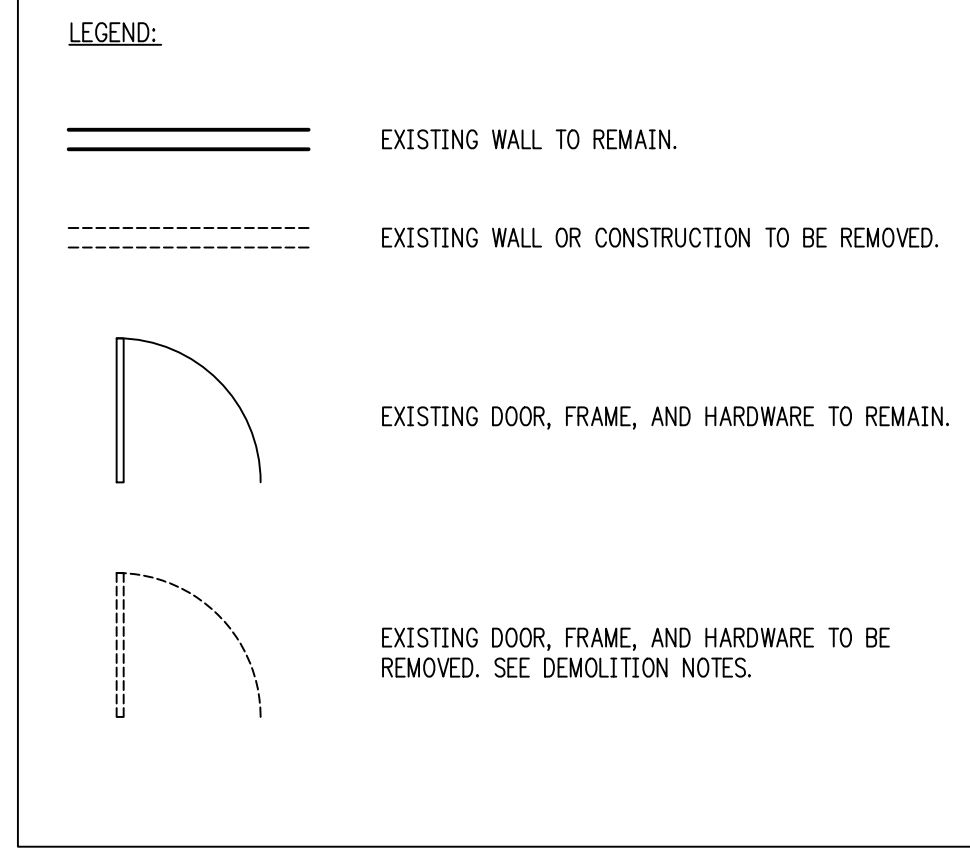 LEGEND:
EXISTING WALL TO REMAIN.
EXISTING WALL OR CONSTRUCTION TO BE REMOVED.
EXISTING DOOR, FRAME, AND HARDWARE TO REMAIN.
EXISTING DOOR, FRAME, AND HARDWARE TO BE
REMOVED. SEE DEMOLITION NOTES.